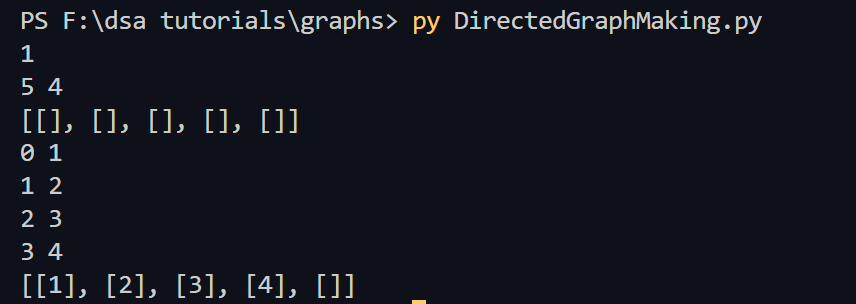 PS F:\dsa tutorials\graphs> py DirectedGraphMaking.py
1
5 4
[[], [], [], [], []]
0 1
1 2
2 3
3 4
[[1], [2], [3], [4], []]